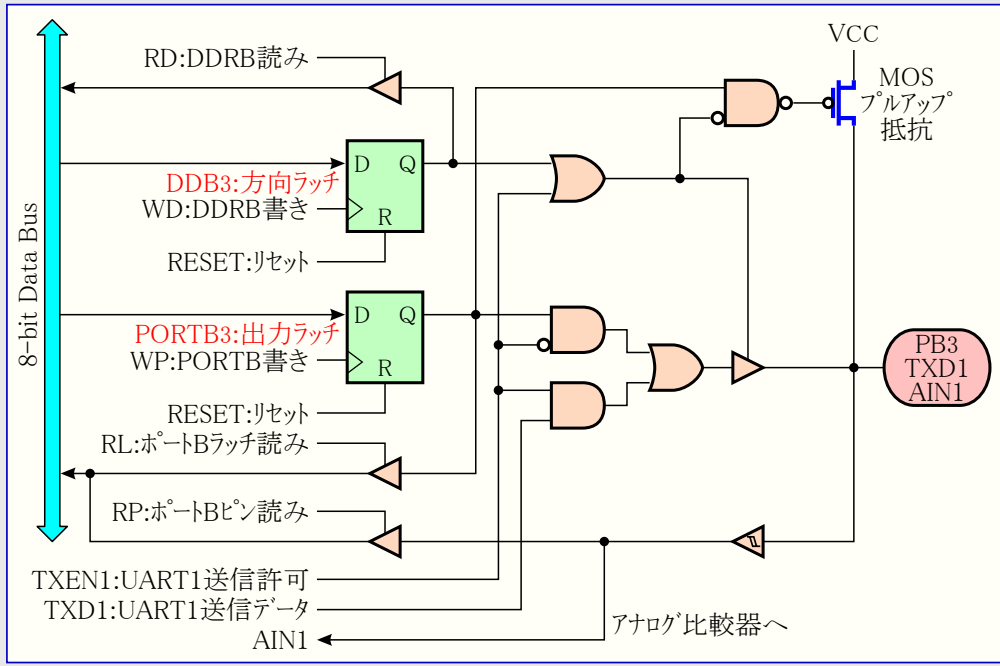 VCC
RD:DDRB読み
MOS
プルアップ
抵抗
D Q
DDB3:方向ラッチ
WD:DDRB書き
R
RESET:リセット
8-bit Data Bus
D Q
PORTB3:出力ラッチ
WP:PORTB書き
R
RESET:リセット
PB3
TXD1
AIN1
RL:ポートBラッチ読み
RP:ポートBピン読み
TXEN1:UART1送信許可
TXD1:UART1送信データ
アナログ比較器へ
AIN1